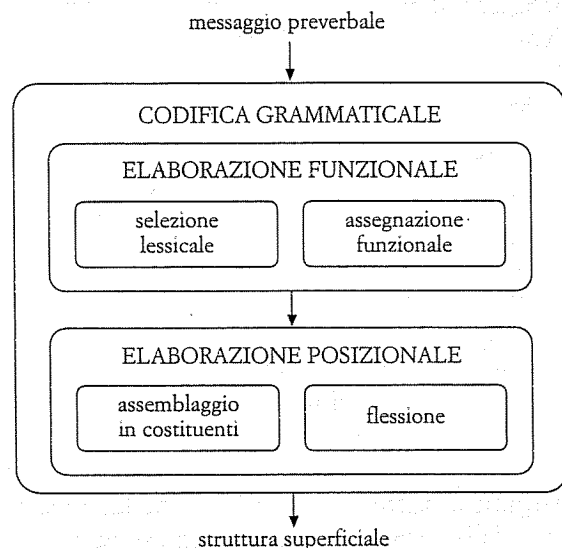 messaggio preverbale
CODIFICA GRAMMATICALE
ELABORAZIONE FUNZIONALE
selezione
lessicale
assegnazione
funzionale
ELABORAZIONE POSIZIONALE
assemblaggio
in costituenti
flessione
struttura superficiale